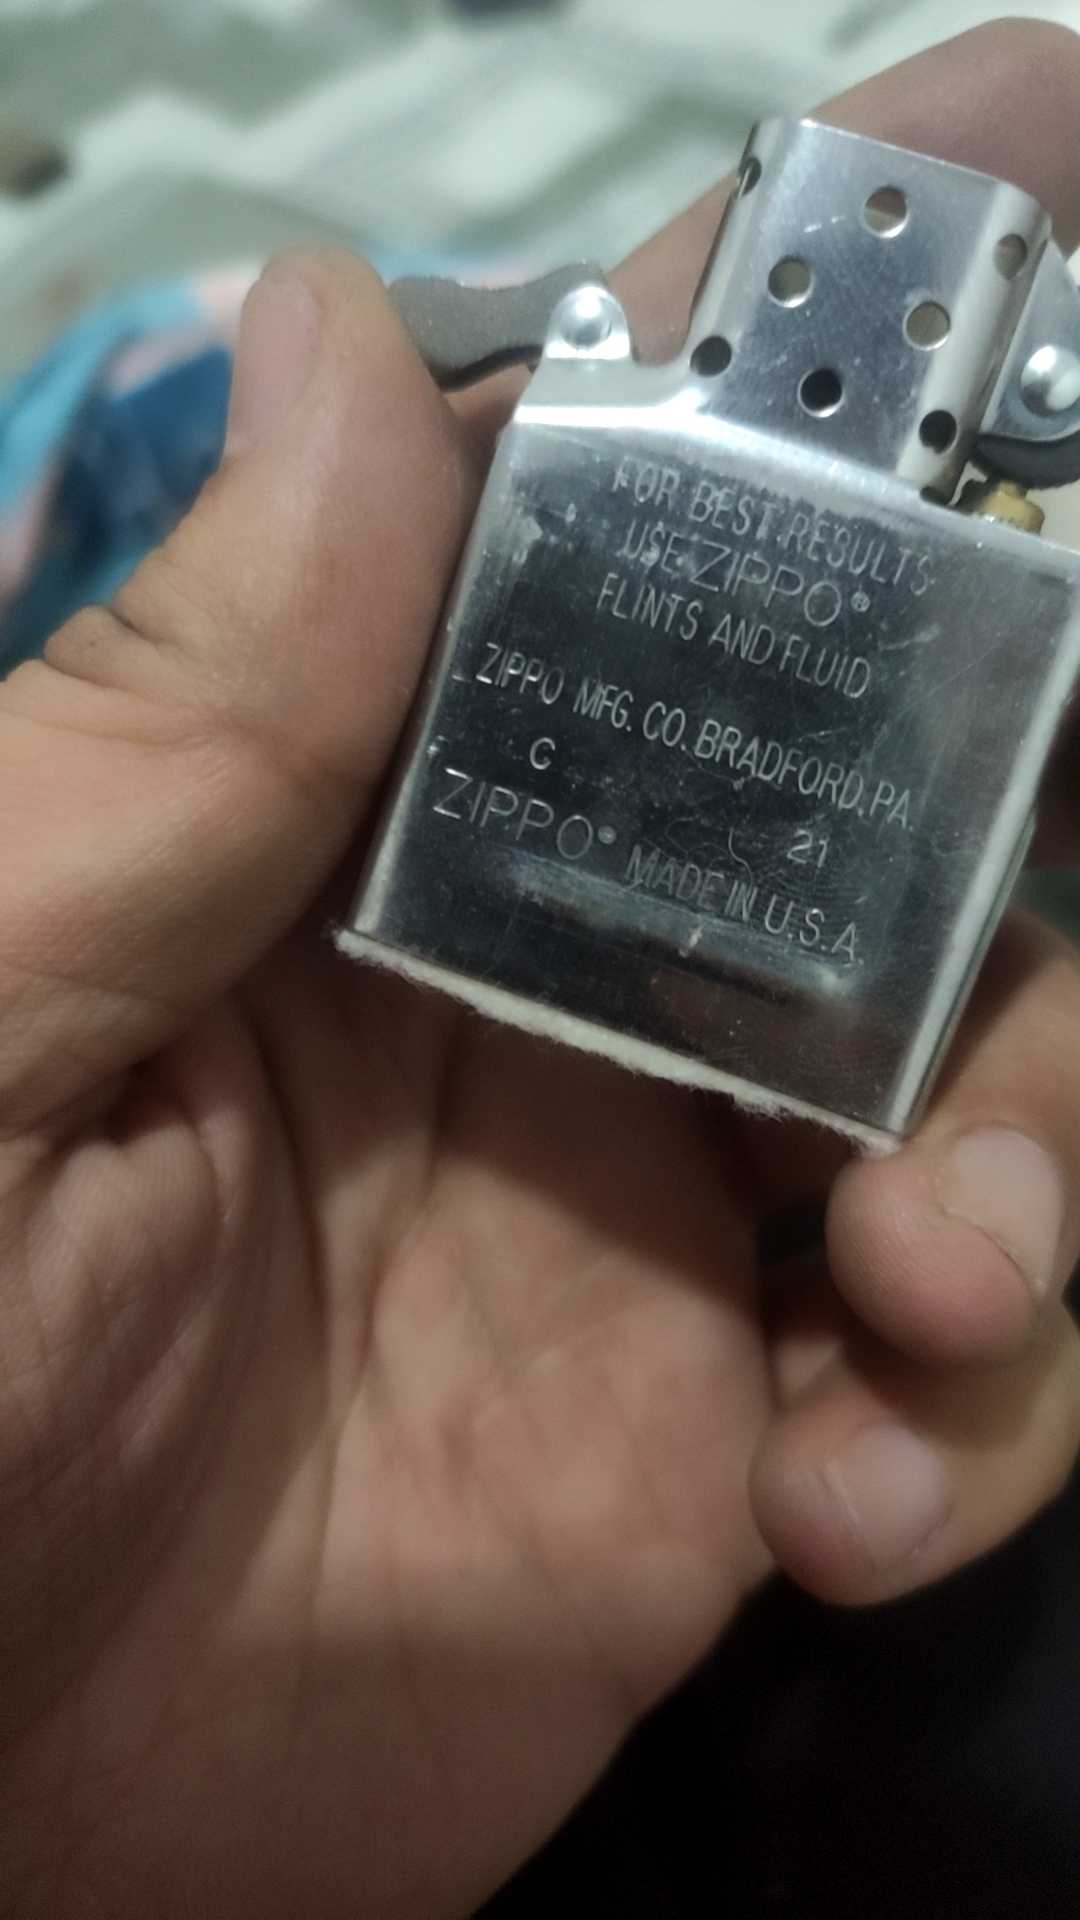 FOR BEST RESULTS
USE ZIPPO®
FLINTS AND FLUID
ZIPPO MFG. CO. BRADFORD, PA.
C 21
ZIPPO® MADE IN U.S.A.